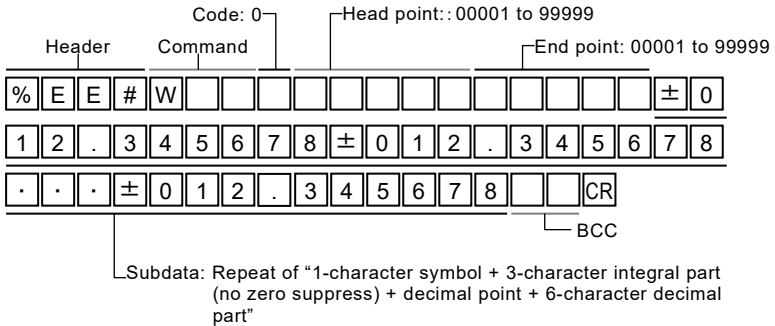 Code: 0 Head point: : 00001 to 99999
Header Command End point: 00001 to 99999
% E E # W ± 0
1 2 . 3 4 5 6 7 8 ± 0 1 2 . 3 4 5 6 7 8
· · · ± 0 1 2 . 3 4 5 6 7 8 CR
BCC
Subdata: Repeat of “1-character symbol + 3-character integral part
(no zero suppress) + decimal point + 6-character decimal
part”